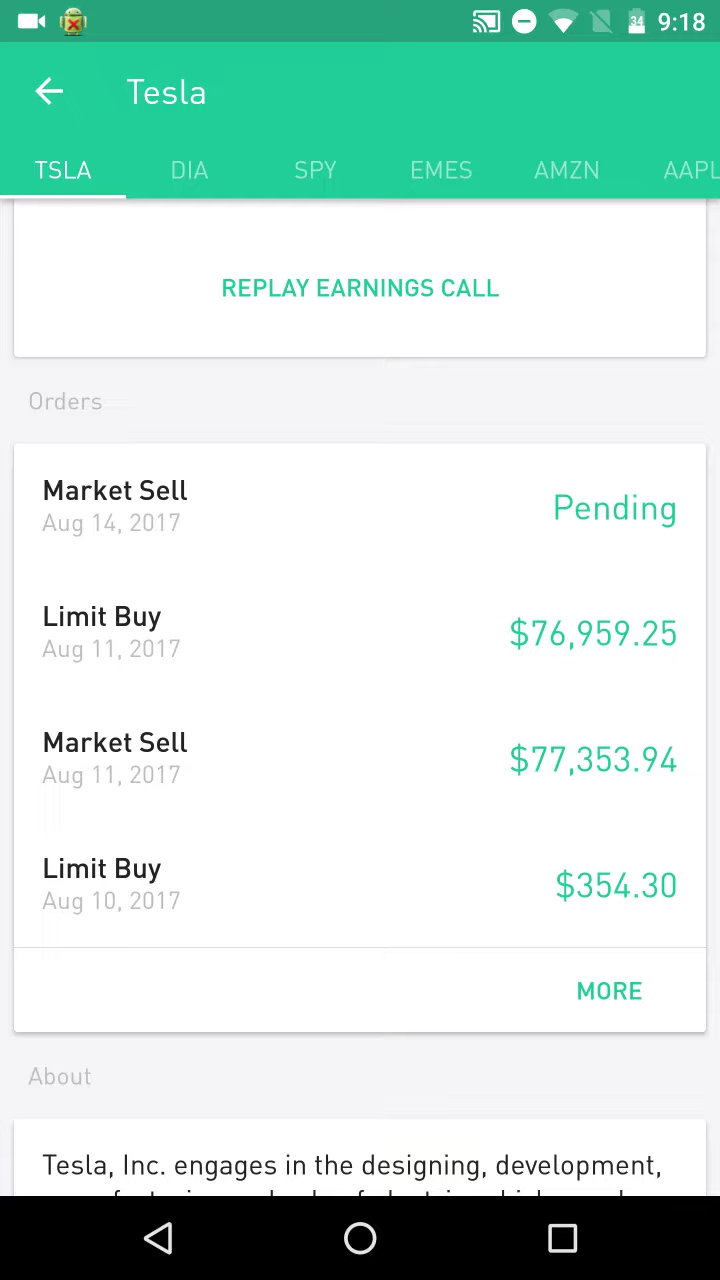 34 9:18
Tesla
TSLA DIA SPY EMES AMZN AAPL
REPLAY EARNINGS CALL
Orders
Market Sell
Aug 14, 2017
Pending
Limit Buy
Aug 11, 2017
$76,959.25
Market Sell
Aug 11, 2017
$77,353.94
Limit Buy
Aug 10, 2017
$354.30
MORE
About
Tesla, Inc. engages in the designing, development,